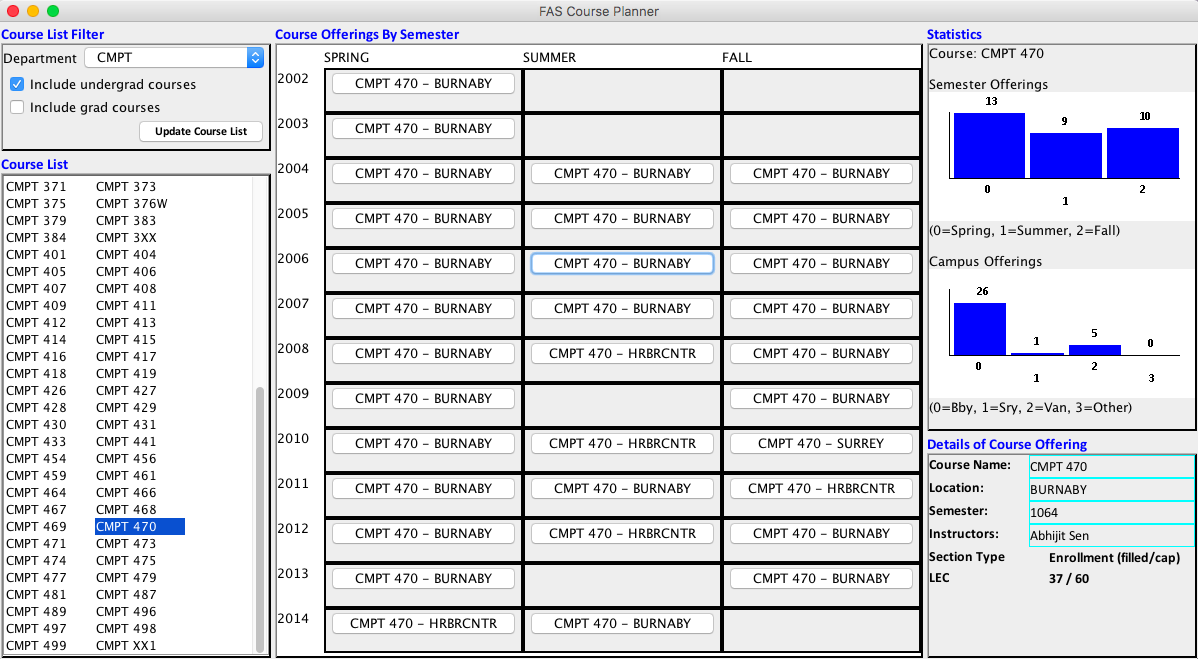 FAS Course Planner
Course List Filter
Department CMPT
Include undergrad courses
Include grad courses
Update Course List
Course List
CMPT 371 CMPT 373
CMPT 375 CMPT 376W
CMPT 379 CMPT 383
CMPT 384 CMPT 3XX
CMPT 401 CMPT 404
CMPT 405 CMPT 406
CMPT 407 CMPT 408
CMPT 409 CMPT 411
CMPT 412 CMPT 413
CMPT 414 CMPT 415
CMPT 416 CMPT 417
CMPT 418 CMPT 419
CMPT 426 CMPT 427
CMPT 428 CMPT 429
CMPT 430 CMPT 431
CMPT 433 CMPT 441
CMPT 454 CMPT 456
CMPT 459 CMPT 461
CMPT 464 CMPT 466
CMPT 467 CMPT 468
CMPT 469 CMPT 470
CMPT 471 CMPT 473
CMPT 474 CMPT 475
CMPT 477 CMPT 479
CMPT 481 CMPT 487
CMPT 489 CMPT 496
CMPT 497 CMPT 498
CMPT 499 CMPT XX1
Course Offerings By Semester
SPRING SUMMER FALL
2002 CMPT 470 - BURNABY
2003 CMPT 470 - BURNABY
2004 CMPT 470 - BURNABY CMPT 470 - BURNABY CMPT 470 - BURNABY
2005 CMPT 470 - BURNABY CMPT 470 - BURNABY CMPT 470 - BURNABY
2006 CMPT 470 - BURNABY CMPT 470 - BURNABY CMPT 470 - BURNABY
2007 CMPT 470 - BURNABY CMPT 470 - BURNABY CMPT 470 - BURNABY
2008 CMPT 470 - BURNABY CMPT 470 - HRBRCNTR CMPT 470 - BURNABY
2009 CMPT 470 - BURNABY CMPT 470 - BURNABY
2010 CMPT 470 - BURNABY CMPT 470 - HRBRCNTR CMPT 470 - SURREY
2011 CMPT 470 - BURNABY CMPT 470 - BURNABY CMPT 470 - HRBRCNTR
2012 CMPT 470 - BURNABY CMPT 470 - HRBRCNTR CMPT 470 - BURNABY
2013 CMPT 470 - BURNABY CMPT 470 - BURNABY
2014 CMPT 470 - HRBRCNTR CMPT 470 - BURNABY
Statistics
Course: CMPT 470
Semester Offerings
13 9 10
0 1 2
(0=Spring, 1=Summer, 2=Fall)
Campus Offerings
26 1 5 0
0 1 2 3
(0=Bby, 1=Sry, 2=Van, 3=Other)
Details of Course Offering
Course Name: CMPT 470
Location: BURNABY
Semester: 1064
Instructors: Abhijit Sen
Section Type Enrollment (filled/cap)
LEC 37 / 60